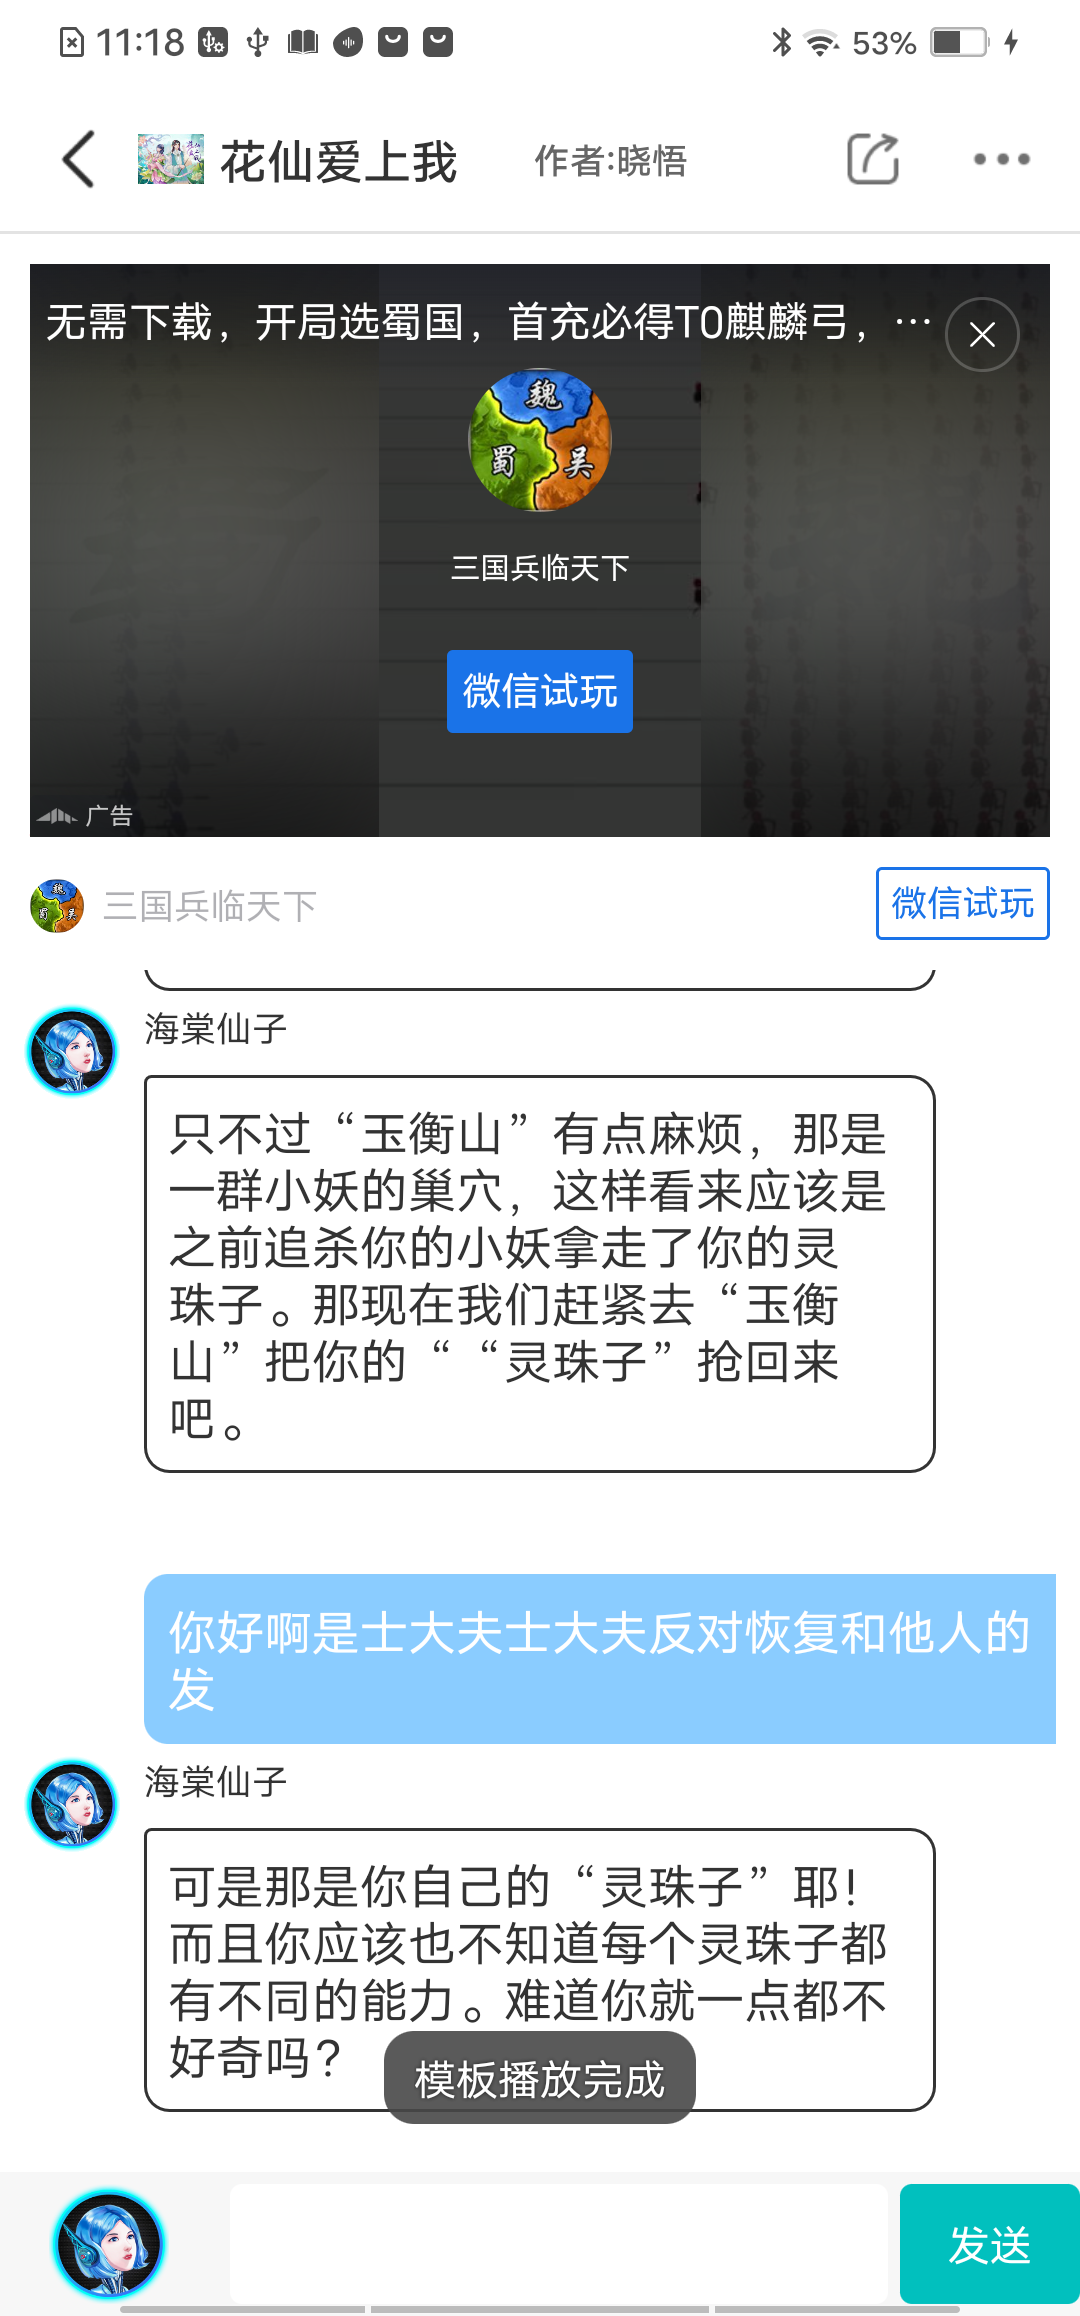 11:18
53%
花仙爱上我
作者:晓悟
无需下载，开局选蜀国，首充必得T0麒麟弓，…
魏
蜀 吴
三国兵临天下
微信试玩
广告
三国兵临天下
微信试玩
海棠仙子
只不过“玉衡山”有点麻烦，那是
一群小妖的巢穴，这样看来应该是
之前追杀你的小妖拿走了你的灵
珠子。那现在我们赶紧去“玉衡
山”把你的““灵珠子”抢回来
吧。
你好啊是士大夫士大夫反对恢复和他人的
发
海棠仙子
可是那是你自己的“灵珠子”耶！
而且你应该也不知道每个灵珠子都
有不同的能力。难道你就一点都不
好奇吗？
模板播放完成
发送